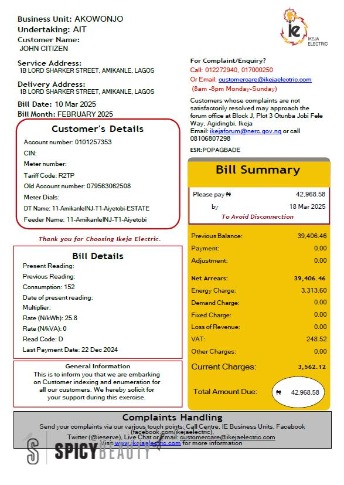 Business Unit: AKOWONJO
Undertaking: AIT
Customer Name:
JOHN CITIZEN
Service Address:
18 LORD SHARKER STREET, AMIKANLE, LAGOS
Delivery Address:
18 LORD SHARKER STREET, AMIKANLE, LAGOS
Bill Date: 10 Mar 2025
Bill Month: FEBRUARY 2025
ie
IKEJA
ELECTRIC
For Complaint/Enquiry?
Call: 012272940, 017000250
Or Email: customercare@ikejaelectric.com
(8am -5pm Monday-Sunday)
Customers whose complaints are not
satisfactorily resolved may approach the
forum office at Block J, Plot 3 Otunba Jobi Fele
Way, Agidingbi, Ikeja
Email: ikejaforum@nerc.gov.ng or call
08106807298
ESR:POPAGBADE
Customer's Details
Account number: 0101257353
CIN:
Meter number:
Tariff Code: R2TP
Old Account number: 079563062508
Meter Dials:
DT Name: 11-AmikanleINJ-T1-Aiyetobi-ESTATE
Feeder Name: 11-AmikanleINJ-T1-Aiyetobi
Thank you for Choosing Ikeja Electric.
Bill Details
Present Reading:
Previous Reading:
Consumption: 152
Date of present reading:
Multiplier:
Rate (N/kWh): 25.8
Rate (N/kVA): 0
Read Code: D
Last Payment Date: 22 Dec 2024
General Information
This is to inform you that we are embarking
on Customer indexing and enumeration for
all our customers. We hereby solicit for
your support during this exercise.
Bill Summary
Please pay ₦ 42,968.58
by 18 Mar 2025
To Avoid Disconnection
Previous Balance: 39,406.46
Payment: 0.00
Adjustment: 0.00
Net Arrears: 39,406.46
Energy Charge: 3,313.60
Demand Charge: 0.00
Fixed Charge: 0.00
Loss of Revenue: 0.00
VAT: 248.52
Other Charges: 0.00
Current Charges: 3,562.12
Total Amount Due: ₦ 42,968.58
Complaints Handling
Send your complaints via our various touch points: Call Centre, IE Business Units, Facebook
(facebook.com/ikejaelectric),
Twitter (@ieserve), Live Chat or Email: customercare@ikejaelectric.com
Visit www.ikejaelectric.com for more information
SPICYBEAUTY